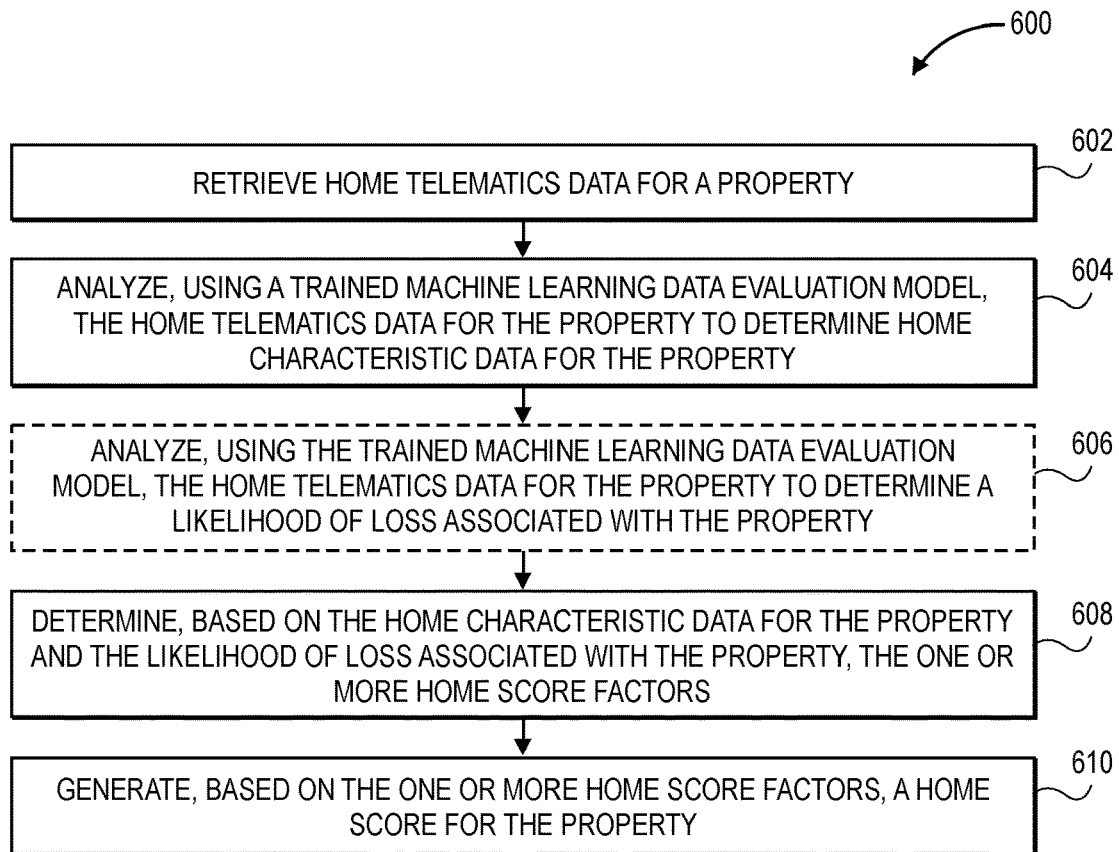 600
602
RETRIEVE HOME TELEMATICS DATA FOR A PROPERTY
604
ANALYZE, USING A TRAINED MACHINE LEARNING DATA EVALUATION MODEL,
THE HOME TELEMATICS DATA FOR THE PROPERTY TO DETERMINE HOME
CHARACTERISTIC DATA FOR THE PROPERTY
606
ANALYZE, USING THE TRAINED MACHINE LEARNING DATA EVALUATION
MODEL, THE HOME TELEMATICS DATA FOR THE PROPERTY TO DETERMINE A
LIKELIHOOD OF LOSS ASSOCIATED WITH THE PROPERTY
608
DETERMINE, BASED ON THE HOME CHARACTERISTIC DATA FOR THE PROPERTY
AND THE LIKELIHOOD OF LOSS ASSOCIATED WITH THE PROPERTY, THE ONE OR
MORE HOME SCORE FACTORS
610
GENERATE, BASED ON THE ONE OR MORE HOME SCORE FACTORS, A HOME
SCORE FOR THE PROPERTY